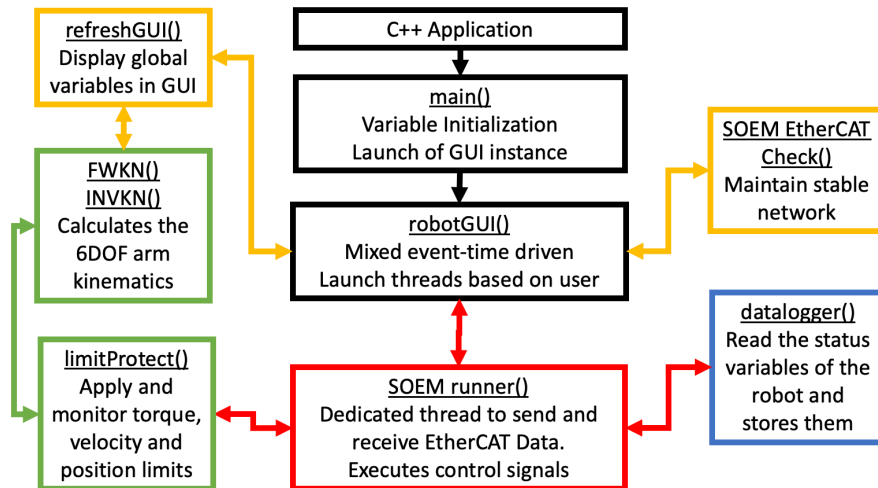 C++ Application
main()
Variable Initialization
Launch of GUI instance
robotGUI()
Mixed event-time driven
Launch threads based on user
refreshGUI()
Display global
variables in GUI
FWKN()
INVKN()
Calculates the
6DOF arm
kinematics
limitProtect()
Apply and
monitor torque,
velocity and
position limits
SOEM runner()
Dedicated thread to send and
receive EtherCAT Data.
Executes control signals
SOEM EtherCAT
Check()
Maintain stable
network
datalogger()
Read the status
variables of the
robot and
stores them